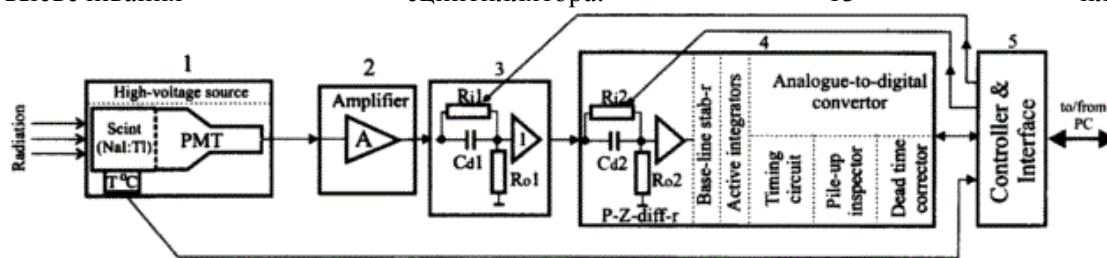 сцинтиллятора.
1
2
3
4
5
High-voltage source
Radiation
Scint
(NaI:Tl)
PMT
T°C
Amplifier
A
Ri1
Cd1
1
Ro1
Ri2
Cd2
Ro2
P-Z-diff-r
Base-line stab-r
Active integrators
Analogue-to-digital
convertor
Timing
circuit
Pile-up
inspector
Dead time
corrector
Controller &
Interface
to/from
PC